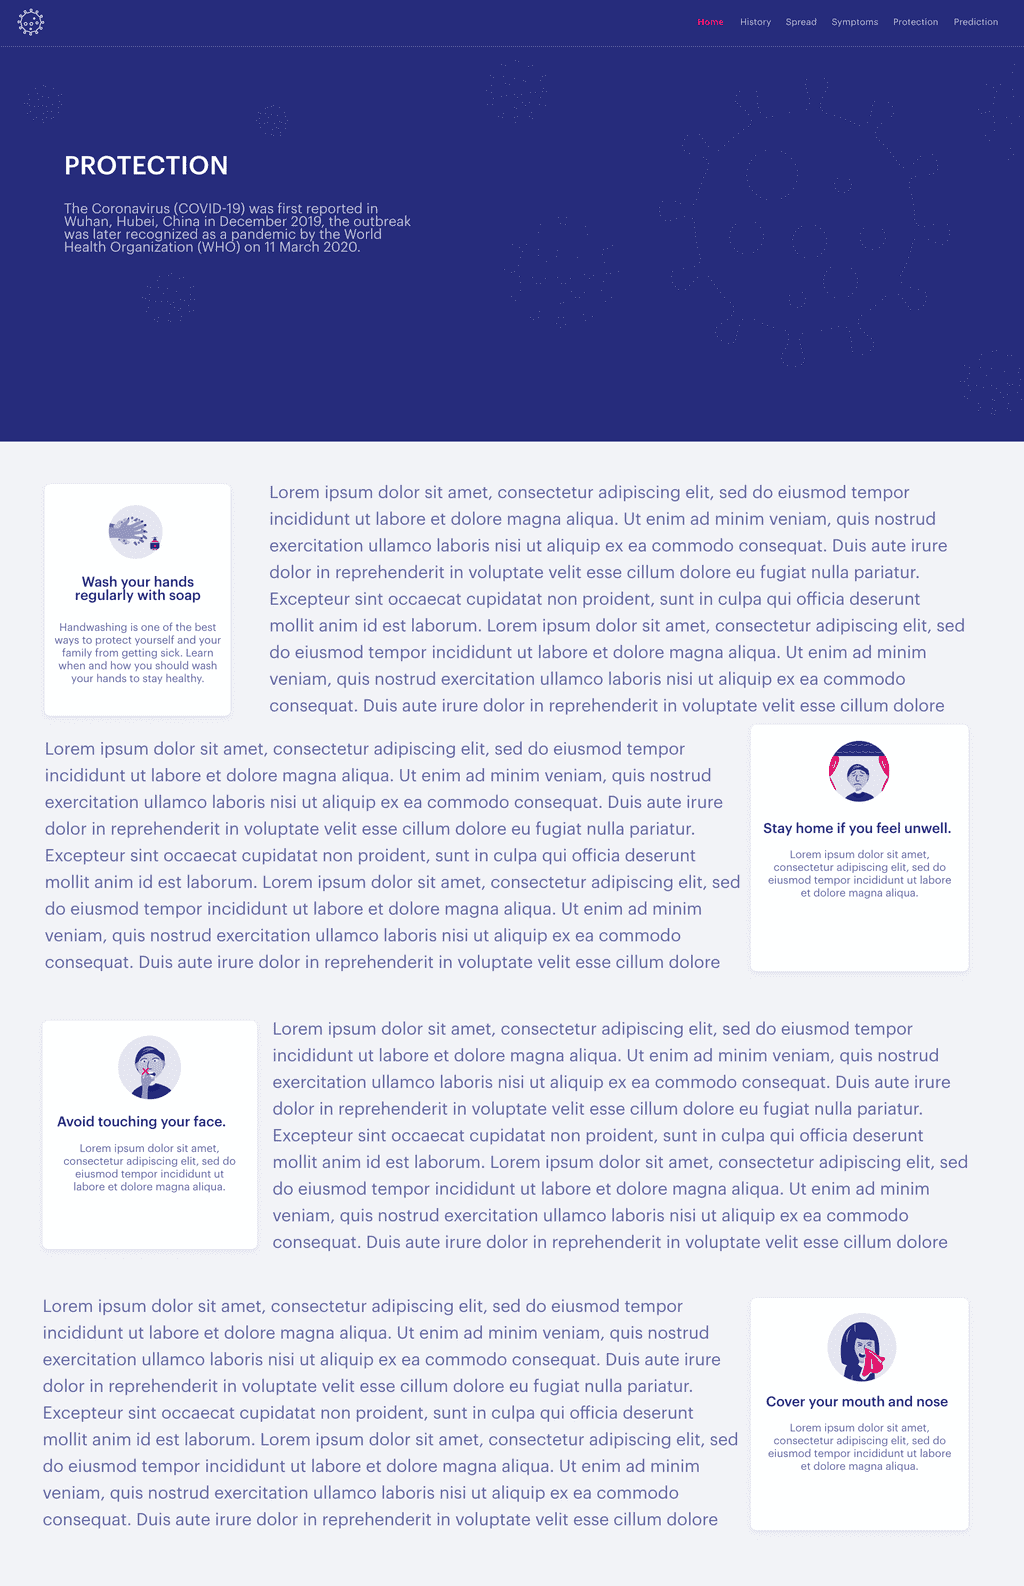 Home History Spread Symptoms Protection Prediction
PROTECTION
The Coronavirus (COVID-19) was first reported in
Wuhan, Hubei, China in December 2019, the outbreak
was later recognized as a pandemic by the World
Health Organization (WHO) on 11 March 2020.
Wash your hands
regularly with soap
Handwashing is one of the best
ways to protect yourself and your
family from getting sick. Learn
when and how you should wash
your hands to stay healthy.
Lorem ipsum dolor sit amet, consectetur adipiscing elit, sed do eiusmod tempor
incididunt ut labore et dolore magna aliqua. Ut enim ad minim veniam, quis nostrud
exercitation ullamco laboris nisi ut aliquip ex ea commodo consequat. Duis aute irure
dolor in reprehenderit in voluptate velit esse cillum dolore eu fugiat nulla pariatur.
Excepteur sint occaecat cupidatat non proident, sunt in culpa qui officia deserunt
mollit anim id est laborum. Lorem ipsum dolor sit amet, consectetur adipiscing elit, sed
do eiusmod tempor incididunt ut labore et dolore magna aliqua. Ut enim ad minim
veniam, quis nostrud exercitation ullamco laboris nisi ut aliquip ex ea commodo
consequat. Duis aute irure dolor in reprehenderit in voluptate velit esse cillum dolore
Lorem ipsum dolor sit amet, consectetur adipiscing elit, sed do eiusmod tempor
incididunt ut labore et dolore magna aliqua. Ut enim ad minim veniam, quis nostrud
exercitation ullamco laboris nisi ut aliquip ex ea commodo consequat. Duis aute irure
dolor in reprehenderit in voluptate velit esse cillum dolore eu fugiat nulla pariatur.
Excepteur sint occaecat cupidatat non proident, sunt in culpa qui officia deserunt
mollit anim id est laborum. Lorem ipsum dolor sit amet, consectetur adipiscing elit, sed
do eiusmod tempor incididunt ut labore et dolore magna aliqua. Ut enim ad minim
veniam, quis nostrud exercitation ullamco laboris nisi ut aliquip ex ea commodo
consequat. Duis aute irure dolor in reprehenderit in voluptate velit esse cillum dolore
Stay home if you feel unwell.
Lorem ipsum dolor sit amet,
consectetur adipiscing elit, sed do
eiusmod tempor incididunt ut labore
et dolore magna aliqua.
Avoid touching your face.
Lorem ipsum dolor sit amet,
consectetur adipiscing elit, sed do
eiusmod tempor incididunt ut
labore et dolore magna aliqua.
Lorem ipsum dolor sit amet, consectetur adipiscing elit, sed do eiusmod tempor
incididunt ut labore et dolore magna aliqua. Ut enim ad minim veniam, quis nostrud
exercitation ullamco laboris nisi ut aliquip ex ea commodo consequat. Duis aute irure
dolor in reprehenderit in voluptate velit esse cillum dolore eu fugiat nulla pariatur.
Excepteur sint occaecat cupidatat non proident, sunt in culpa qui officia deserunt
mollit anim id est laborum. Lorem ipsum dolor sit amet, consectetur adipiscing elit, sed
do eiusmod tempor incididunt ut labore et dolore magna aliqua. Ut enim ad minim
veniam, quis nostrud exercitation ullamco laboris nisi ut aliquip ex ea commodo
consequat. Duis aute irure dolor in reprehenderit in voluptate velit esse cillum dolore
Lorem ipsum dolor sit amet, consectetur adipiscing elit, sed do eiusmod tempor
incididunt ut labore et dolore magna aliqua. Ut enim ad minim veniam, quis nostrud
exercitation ullamco laboris nisi ut aliquip ex ea commodo consequat. Duis aute irure
dolor in reprehenderit in voluptate velit esse cillum dolore eu fugiat nulla pariatur.
Excepteur sint occaecat cupidatat non proident, sunt in culpa qui officia deserunt
mollit anim id est laborum. Lorem ipsum dolor sit amet, consectetur adipiscing elit, sed
do eiusmod tempor incididunt ut labore et dolore magna aliqua. Ut enim ad minim
veniam, quis nostrud exercitation ullamco laboris nisi ut aliquip ex ea commodo
consequat. Duis aute irure dolor in reprehenderit in voluptate velit esse cillum dolore
Cover your mouth and nose
Lorem ipsum dolor sit amet,
consectetur adipiscing elit, sed do
eiusmod tempor incididunt ut labore
et dolore magna aliqua.